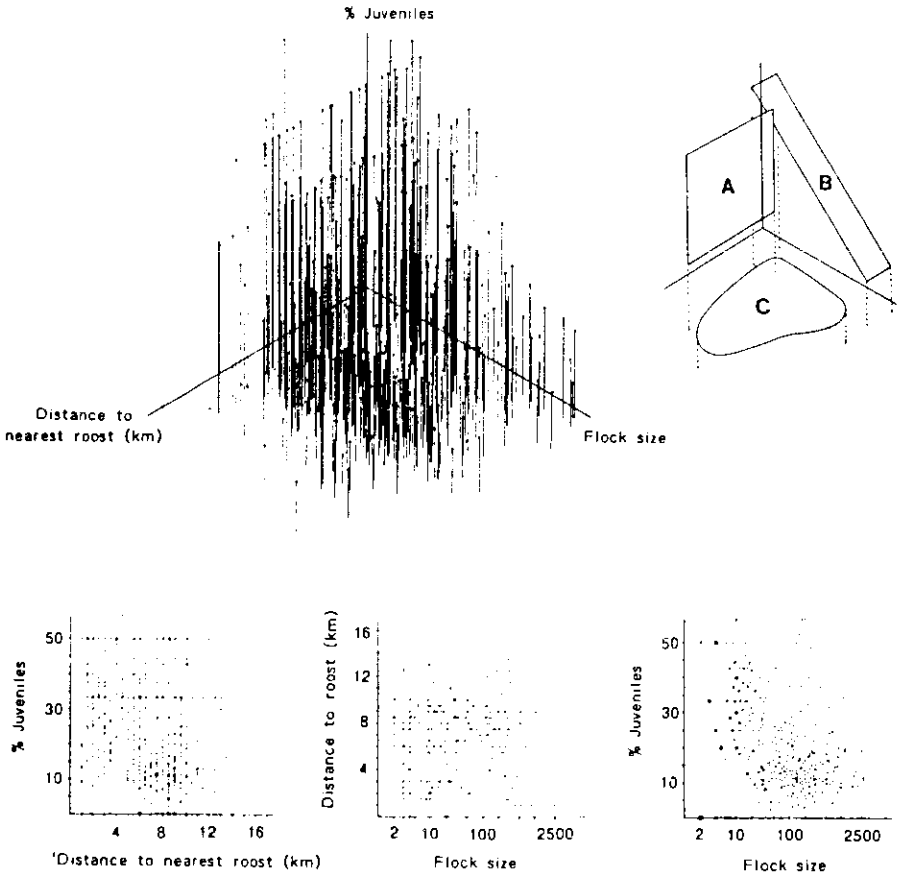 % Juveniles
A
B
C
Distance to
nearest roost (km)
Flock size
% Juveniles
50
30
10
4 8 12 16
'Distance to nearest roost (km)
Distance to roost (km)
16
12
8
4
2 10 100 2500
Flock size
% Juveniles
50
30
10
2 10 100 2500
Flock size